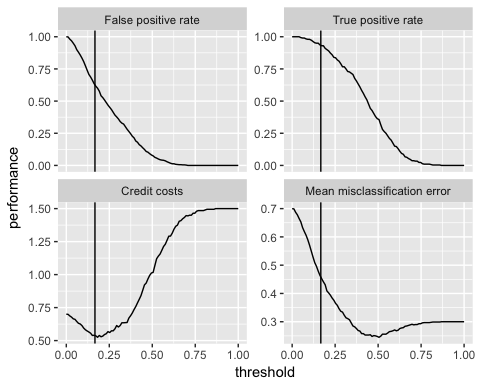 False positive rate
True positive rate
1.00
0.75
0.50
0.25
0.00
1.00
0.75
0.50
0.25
0.00
performance
Credit costs
Mean misclassification error
1.50
1.25
1.00
0.75
0.50
0.7
0.6
0.5
0.4
0.3
0.00 0.25 0.50 0.75 1.00
0.00 0.25 0.50 0.75 1.00
threshold